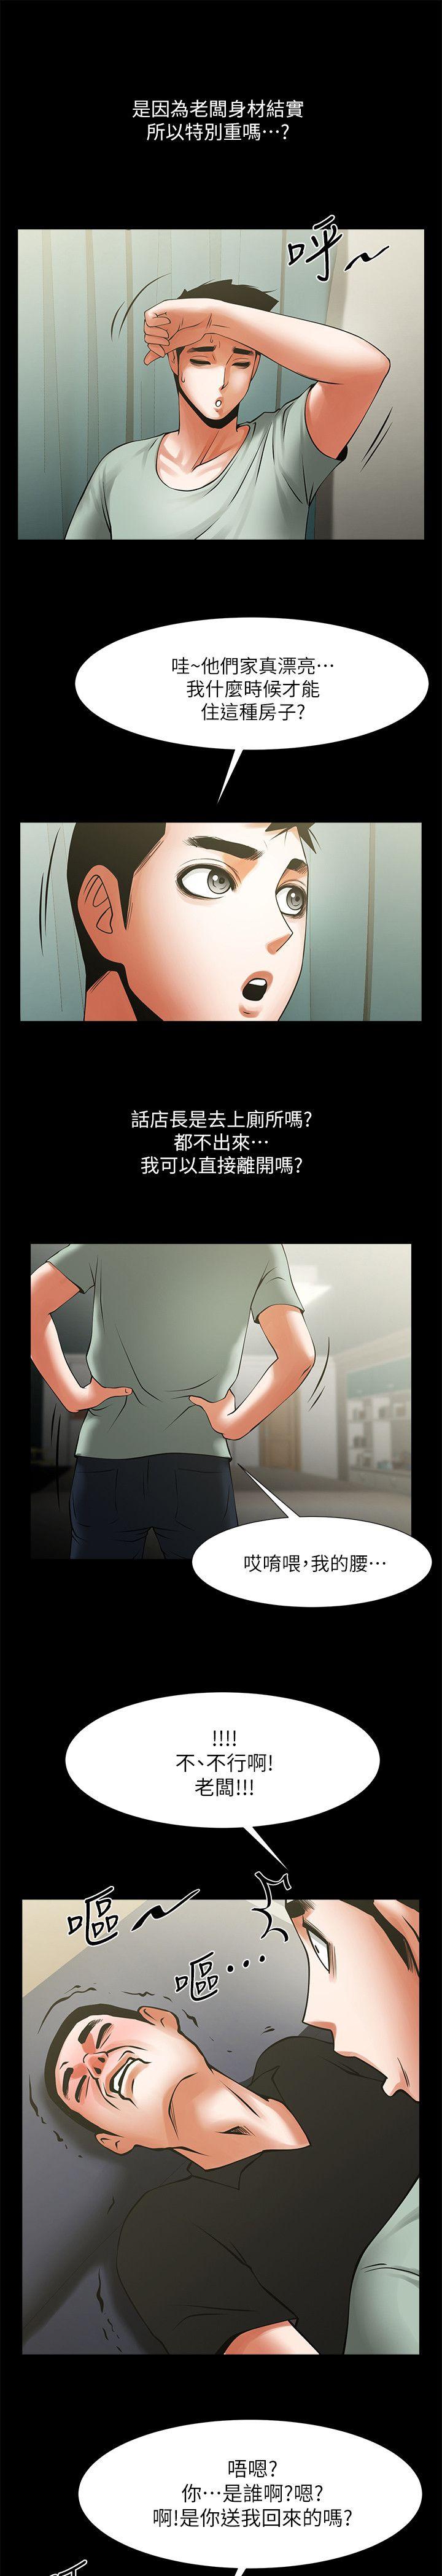 是因為老闆身材結實
所以特別重嗎…?
呼～
哇~他們家真漂亮…
我什麼時候才能
住這種房子?
話店長是去上廁所嗎?
都不出來…
我可以直接離開嗎?
哎唷喂，我的腰…
!!!!
不、不行啊!
老闆!!!
嘔～
嘔…
唔嗯?
你…是誰啊?嗯?
啊!是你送我回來的嗎?